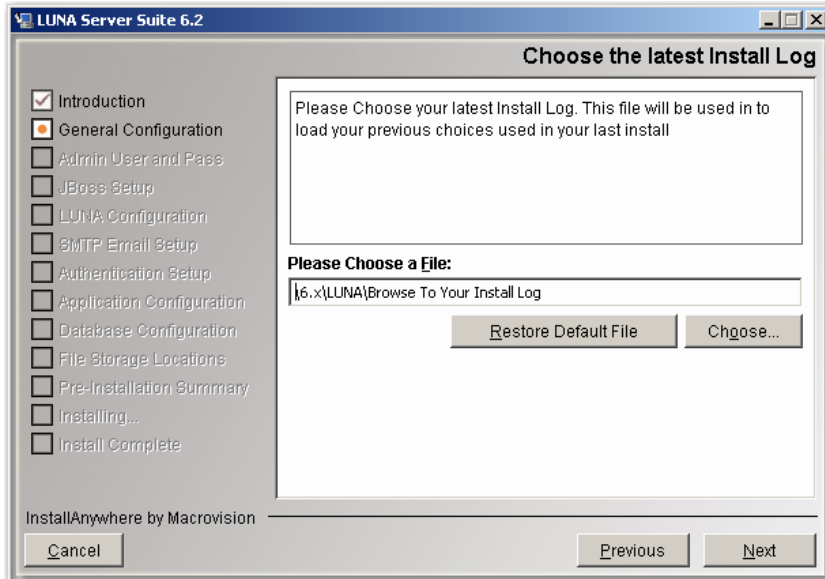 LUNA Server Suite 6.2
Choose the latest Install Log
Introduction
General Configuration
Admin User and Pass
JBoss Setup
LUNA Configuration
SMTP Email Setup
Authentication Setup
Application Configuration
Database Configuration
File Storage Locations
Pre-Installation Summary
Installing...
Install Complete
Please Choose your latest Install Log. This file will be used in to
load your previous choices used in your last install
Please Choose a File:
\6.x\LUNA\Browse To Your Install Log
Restore Default File
Choose...
InstallAnywhere by Macrovision
Cancel
Previous
Next